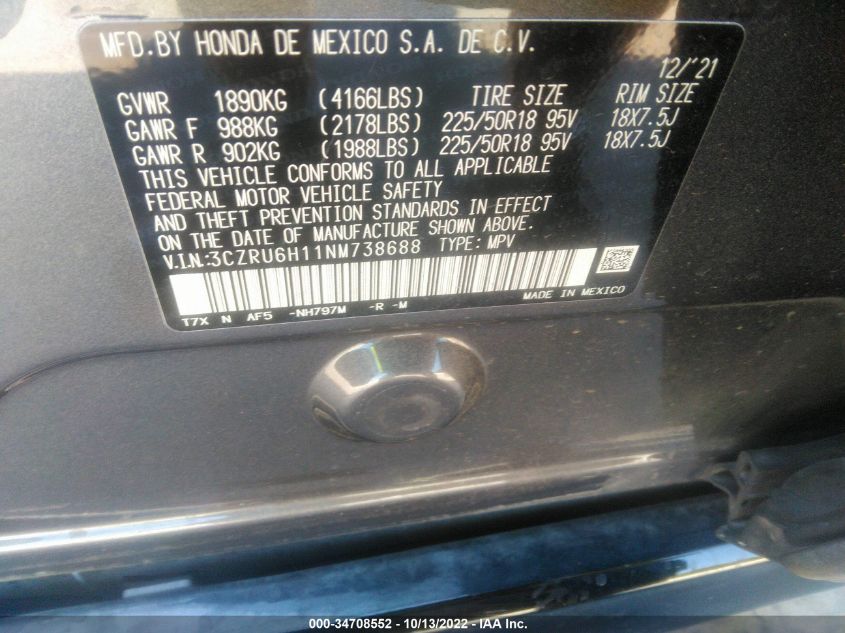 MFD.BY HONDA DE MEXICO S.A. DE C.V.
12/'21
GVWR 1890KG (4166LBS) TIRE SIZE RIM SIZE
GAWR F 988KG (2178LBS) 225/50R18 95V 18X7.5J
GAWR R 902KG (1988LBS) 225/50R18 95V 18X7.5J
THIS VEHICLE CONFORMS TO ALL APPLICABLE
FEDERAL MOTOR VEHICLE SAFETY
AND THEFT PREVENTION STANDARDS IN EFFECT
ON THE DATE OF MANUFACTURE SHOWN ABOVE.
V.I.N.:3CZRU6H11NM738688 TYPE: MPV
MADE IN MEXICO
T7X N AF5 -NH797M -R -M
000-34708552 - 10/13/2022 - IAA Inc.